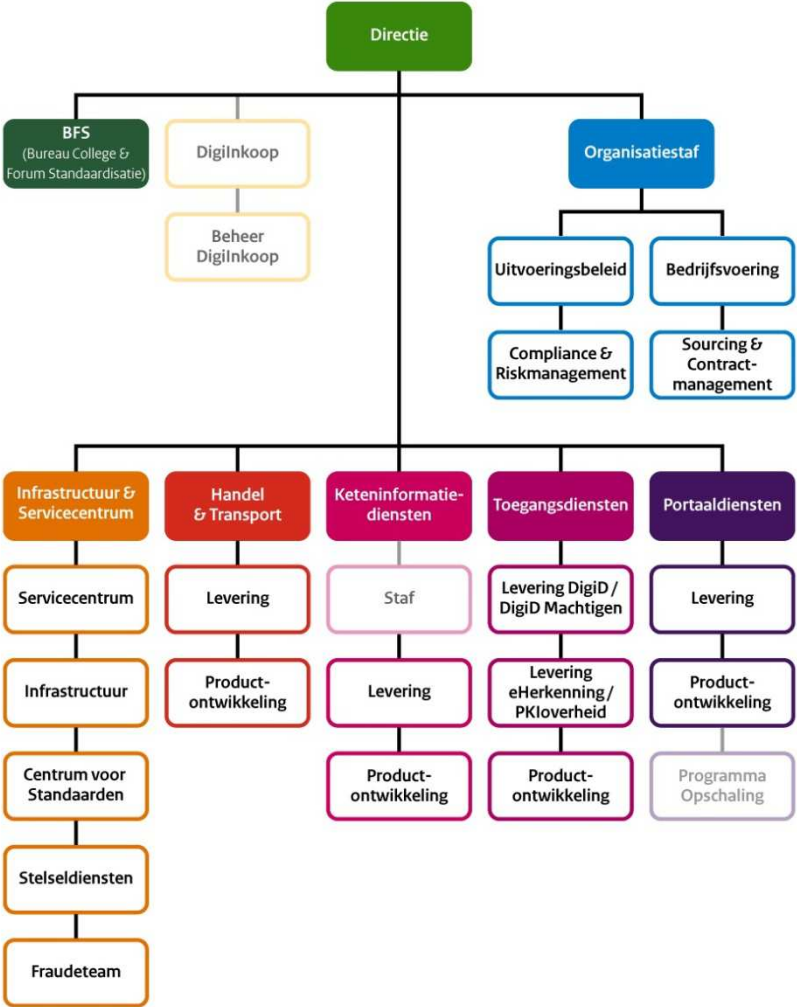 Directie
BFS
(Bureau College &
Forum Standaardisatie)
DigiInkoop
Organisatiestaf
Beheer
DigiInkoop
Uitvoeringsbeleid
Bedrijfsvoering
Compliance &
Riskmanagement
Sourcing &
Contract-
management
Infrastructuur &
Servicecentrum
Handel
& Transport
Keteninformatie-
diensten
Toegangsdiensten
Portaaldiensten
Servicecentrum
Levering
Staf
Levering DigiD /
DigiD Machtigen
Levering
Infrastructuur
Product-
ontwikkeling
Levering
Levering
eHerkenning /
PKIoverheid
Product-
ontwikkeling
Centrum voor
Standaarden
Product-
ontwikkeling
Product-
ontwikkeling
Programma
Opschaling
Stelseldiensten
Fraudeteam